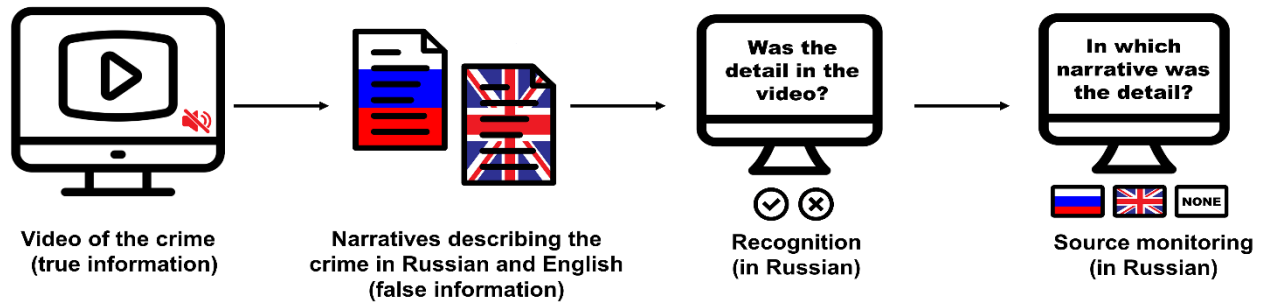 Was the
detail in the
video?
In which
narrative was
the detail?
NONE
Video of the crime
(true information)
Narratives describing the
crime in Russian and English
(false information)
Recognition
(in Russian)
Source monitoring
(in Russian)